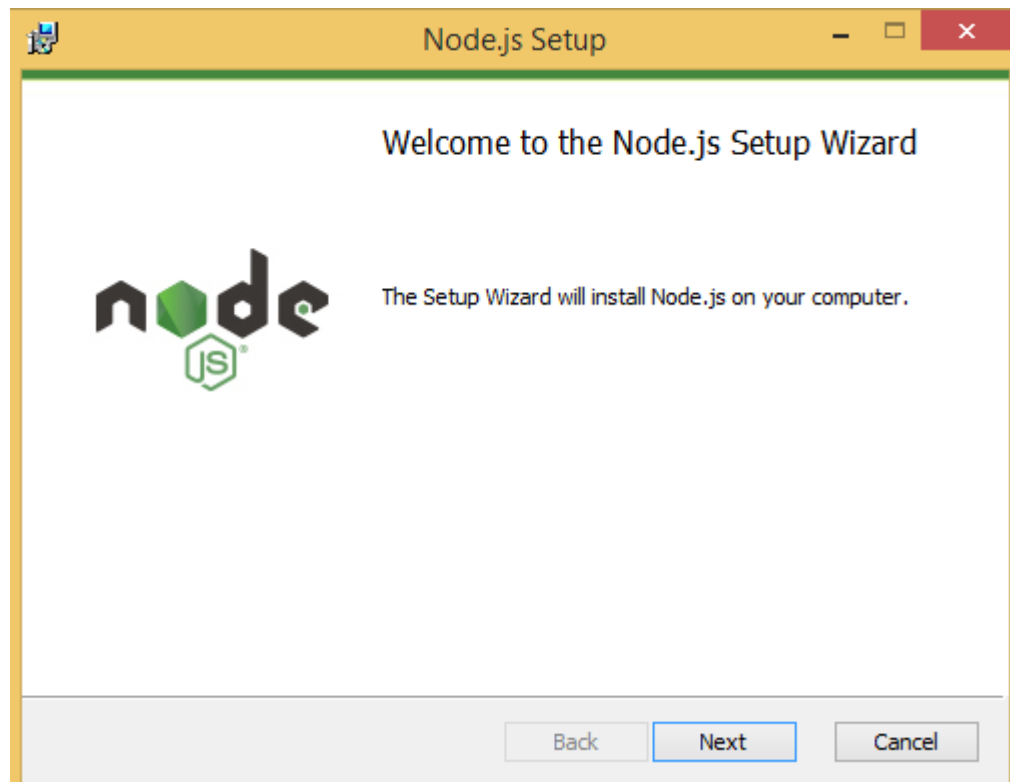 Node.js Setup
Welcome to the Node.js Setup Wizard
The Setup Wizard will install Node.js on your computer.
node
JS®
Back Next Cancel